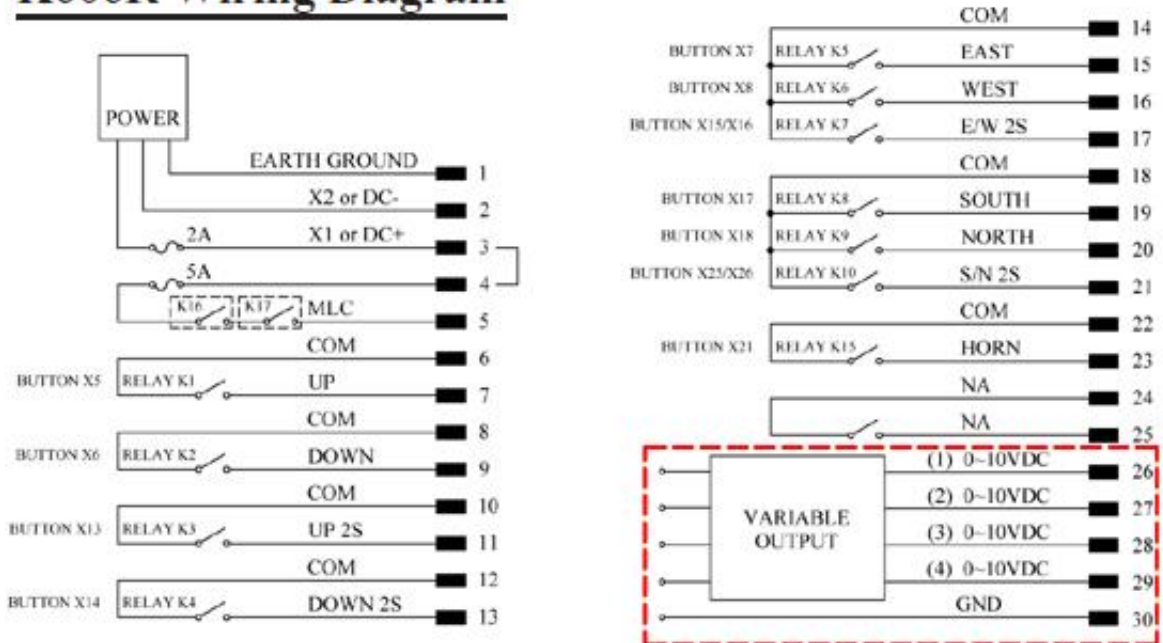 Wiring Diagram
POWER
EARTH GROUND 1
X2 or DC- 2
2A X1 or DC+ 3
5A 4
K16 K17 MLC 5
COM 6
BUTTON X5 RELAY K1 UP 7
COM 8
BUTTON X6 RELAY K2 DOWN 9
COM 10
BUTTON X13 RELAY K3 UP 2S 11
COM 12
BUTTON X14 RELAY K4 DOWN 2S 13
COM 14
BUTTON X7 RELAY K5 EAST 15
BUTTON X8 RELAY K6 WEST 16
BUTTON X15/X16 RELAY K7 E/W 2S 17
COM 18
BUTTON X17 RELAY K8 SOUTH 19
BUTTON X18 RELAY K9 NORTH 20
BUTTON X25/X26 RELAY K10 S/N 2S 21
COM 22
BUTTON X21 RELAY K15 HORN 23
NA 24
NA 25
VARIABLE OUTPUT
(1) 0~10VDC 26
(2) 0~10VDC 27
(3) 0~10VDC 28
(4) 0~10VDC 29
GND 30